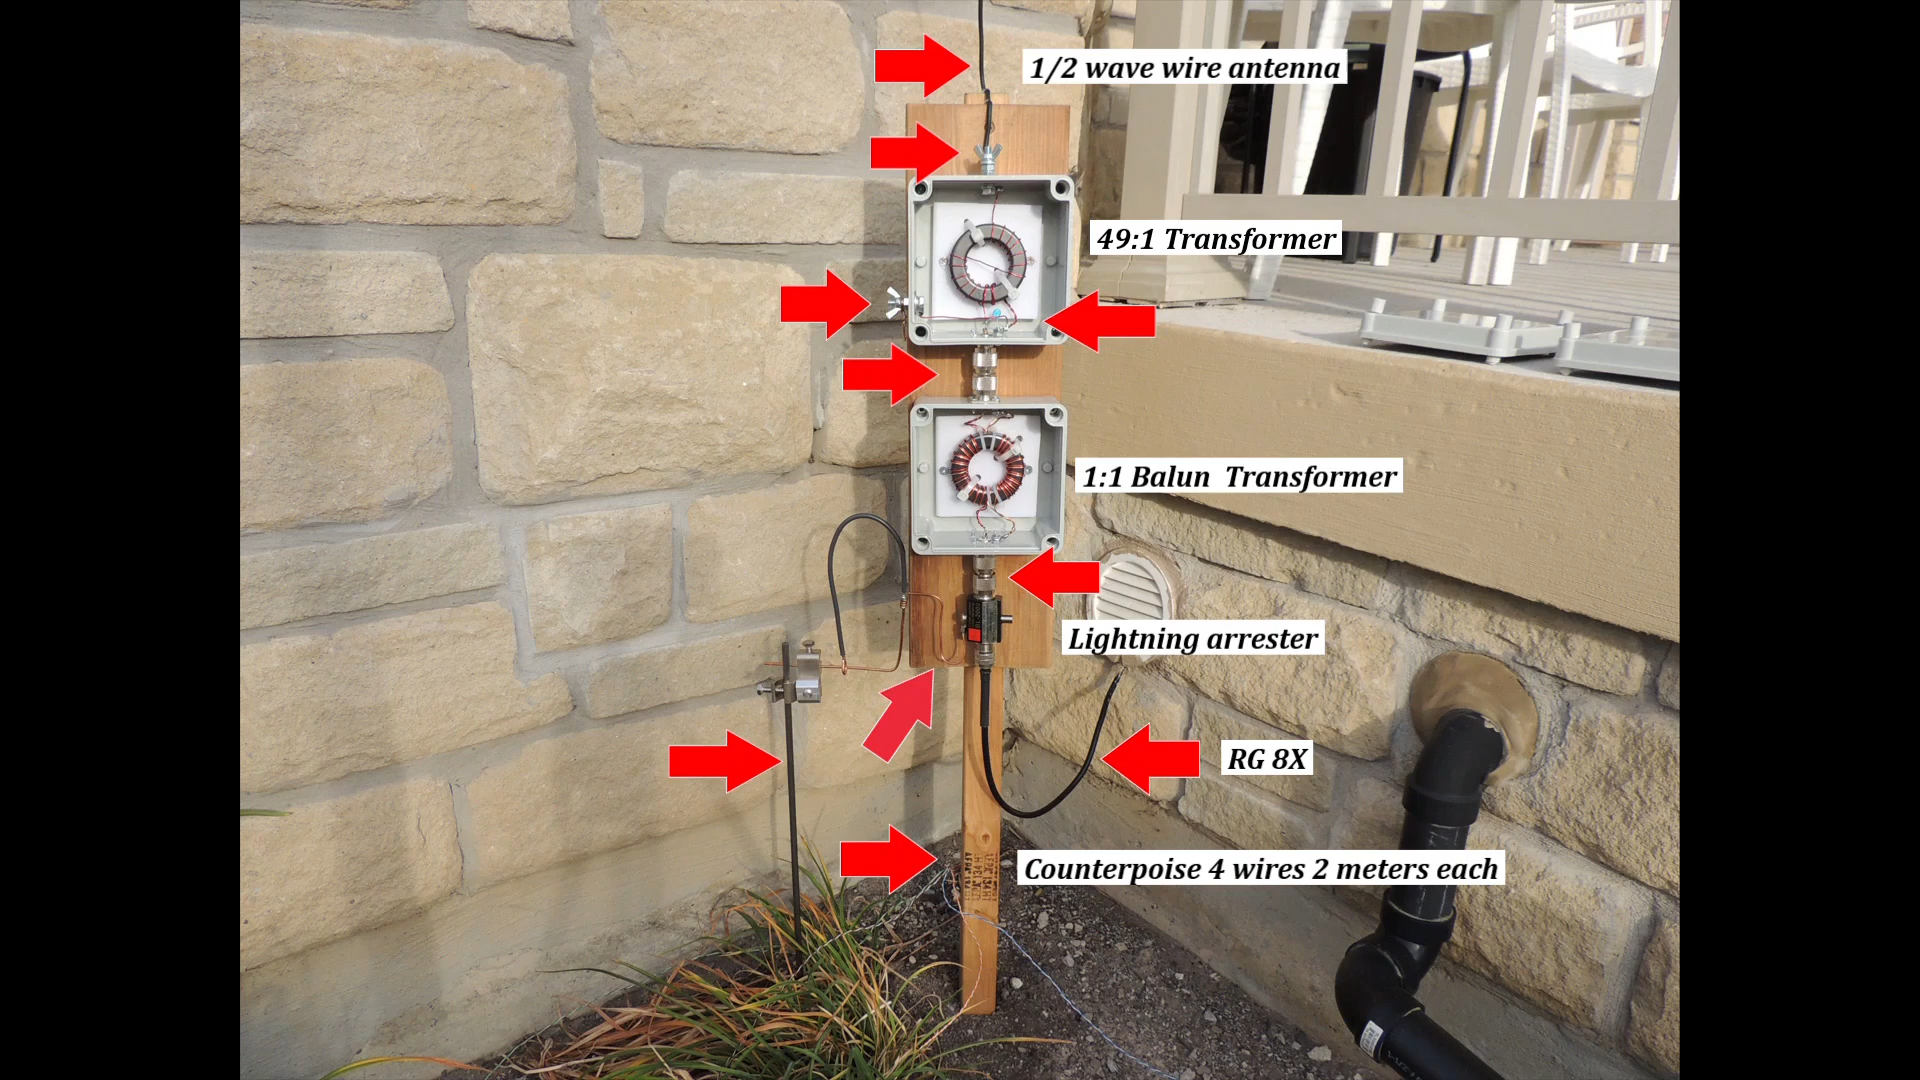 1/2 wave wire antenna
49:1 Transformer
1:1 Balun  Transformer
Lightning arrester
RG 8X
Counterpoise 4 wires 2 meters each